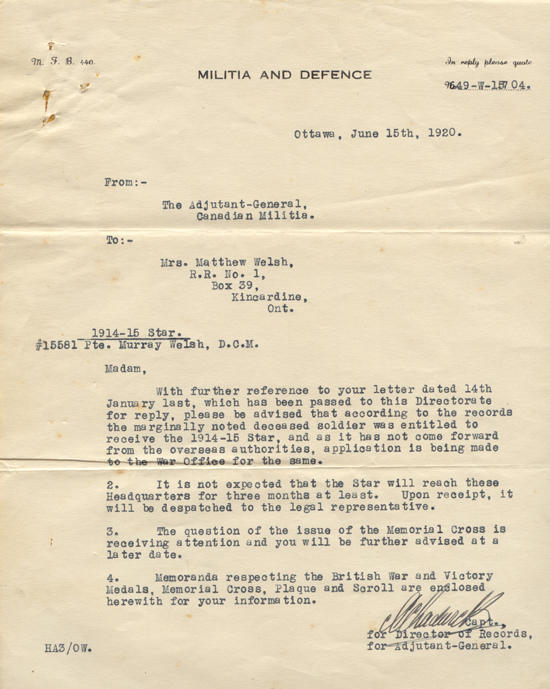 M. F. B. 440.
In reply please quote
MILITIA AND DEFENCE
649-W-15704.
Ottawa, June 15th, 1920.
From:-
The Adjutant-General,
Canadian Militia.
To:-
Mrs. Matthew Welsh,
R.R. No. 1,
Box 39,
Kincardine,
Ont.
1914-15 Star.
#15581 Pte. Murray Welsh, D.C.M.
Madam,
With further reference to your letter dated 14th
January last, which has been passed to this Directorate
for reply, please be advised that according to the records
the marginally noted deceased soldier was entitled to
receive the 1914-15 Star, and as it has not come forward
from the overseas authorities, application is being made
to the War Office for the same.
2. It is not expected that the Star will reach these
Headquarters for three months at least. Upon receipt, it
will be despatched to the legal representative.
3. The question of the issue of the Memorial Cross is
receiving attention and you will be further advised at a
later date.
4. Memoranda respecting the British War and Victory
Medals, Memorial Cross, Plaque and Scroll are enclosed
herewith for your information.
Capt.,
for Director of Records,
for Adjutant-General.
HA3/OW.